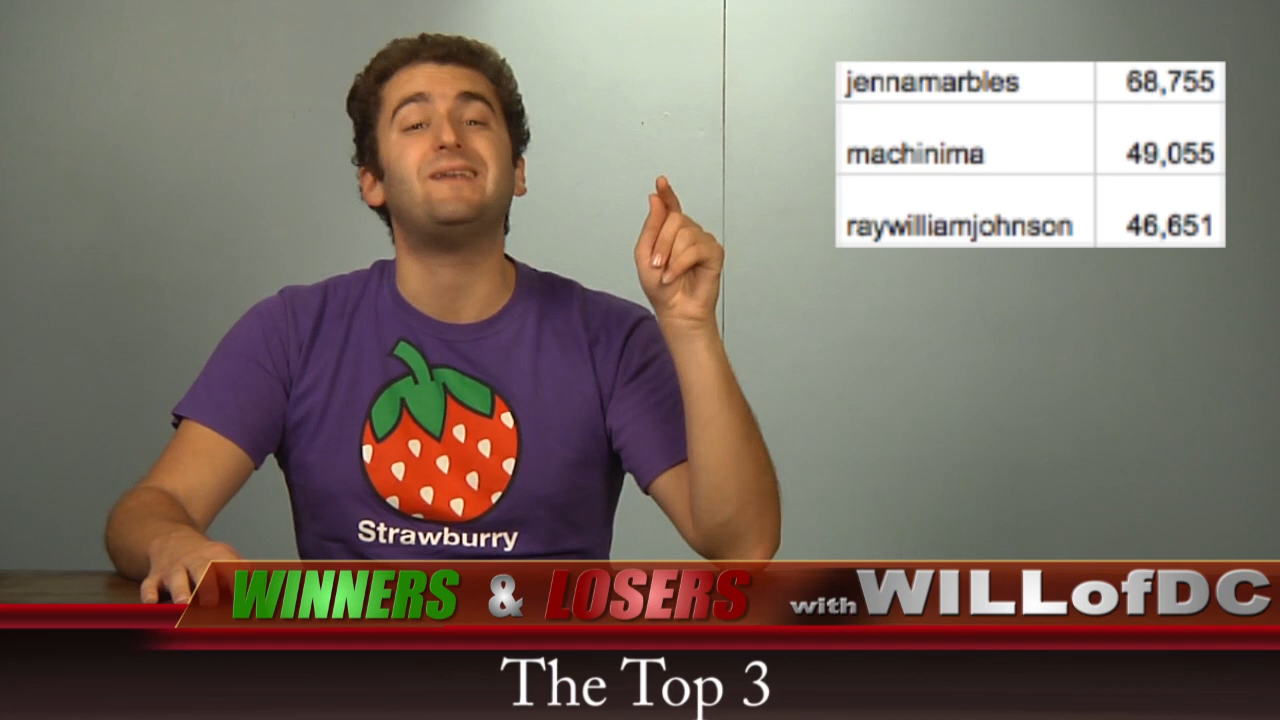 jennamarbles 68,755
machinima 49,055
raywilliamjohnson 46,651
Strawburry
WINNERS & LOSERS with WILLofDC
The Top 3